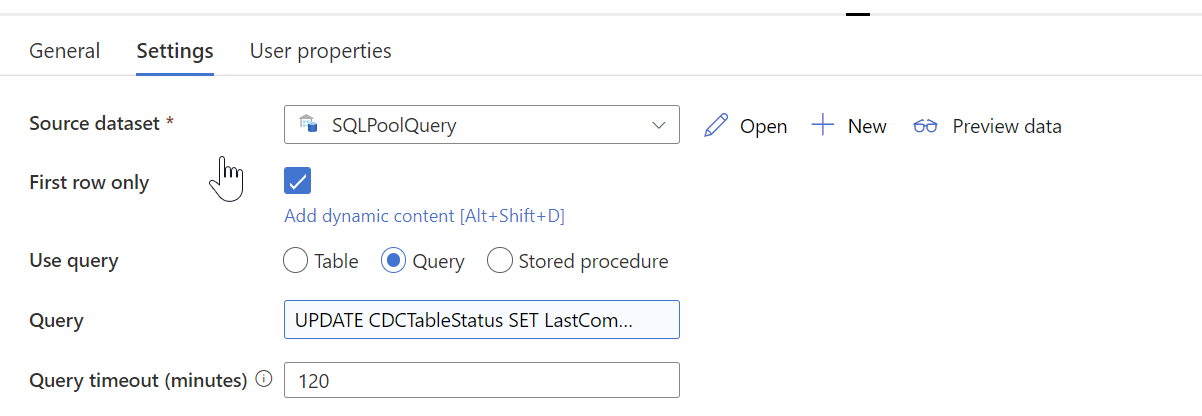 General Settings User properties
Source dataset * SQLPoolQuery Open New Preview data
First row only
Add dynamic content [Alt+Shift+D]
Use query Table Query Stored procedure
Query UPDATE CDCTableStatus SET LastCom...
Query timeout (minutes) 120